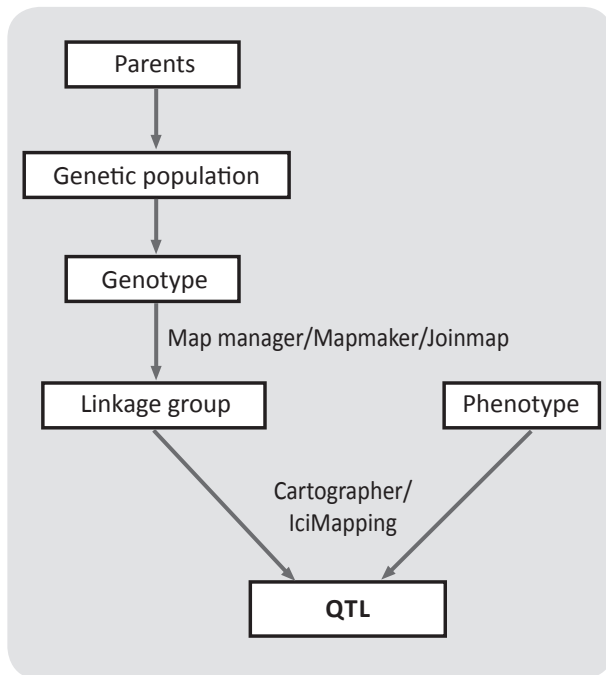 Parents
Genetic population
Genotype
Map manager/Mapmaker/Joinmap
Linkage group
Phenotype
Cartographer/
IciMapping
QTL